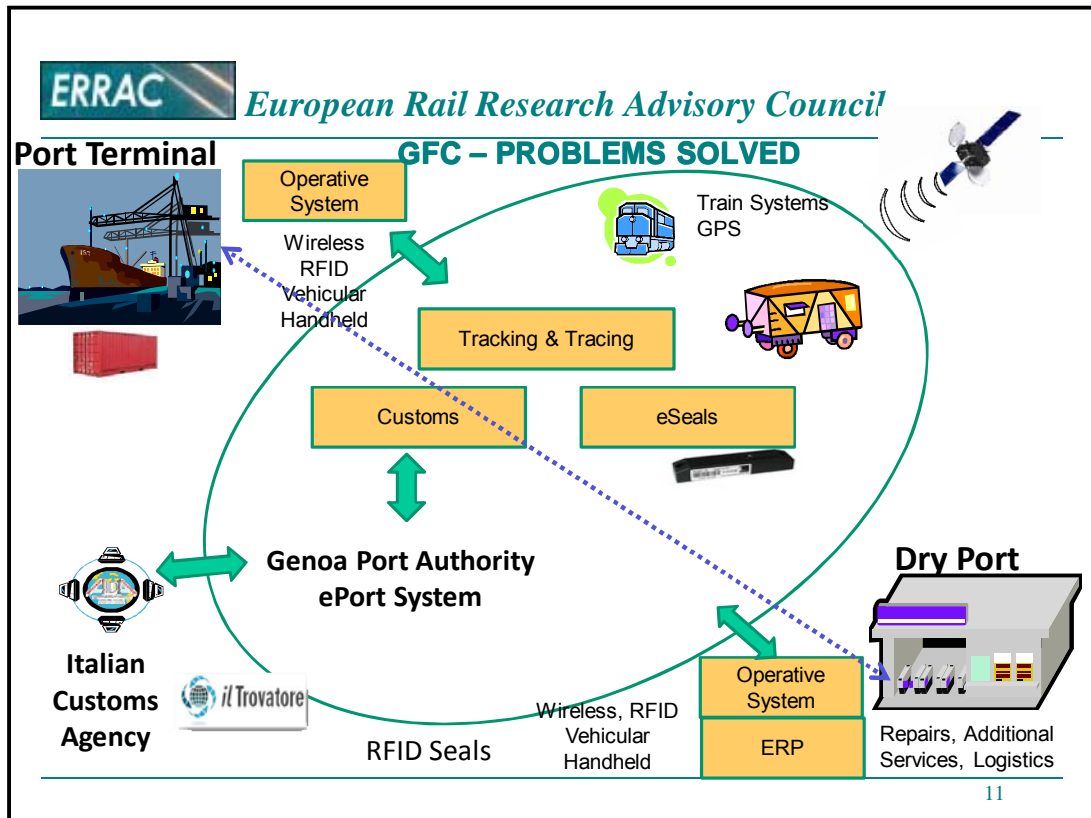 ERRAC
European Rail Research Advisory Council
Port Terminal
GFC – PROBLEMS SOLVED
Operative
System
Train Systems
GPS
Wireless
RFID
Vehicular
Handheld
Tracking & Tracing
Customs
eSeals
Genoa Port Authority
ePort System
Dry Port
Italian
Customs
Agency
il Trovatore
RFID Seals
Wireless, RFID
Vehicular
Handheld
Operative
System
ERP
Repairs, Additional
Services, Logistics
11